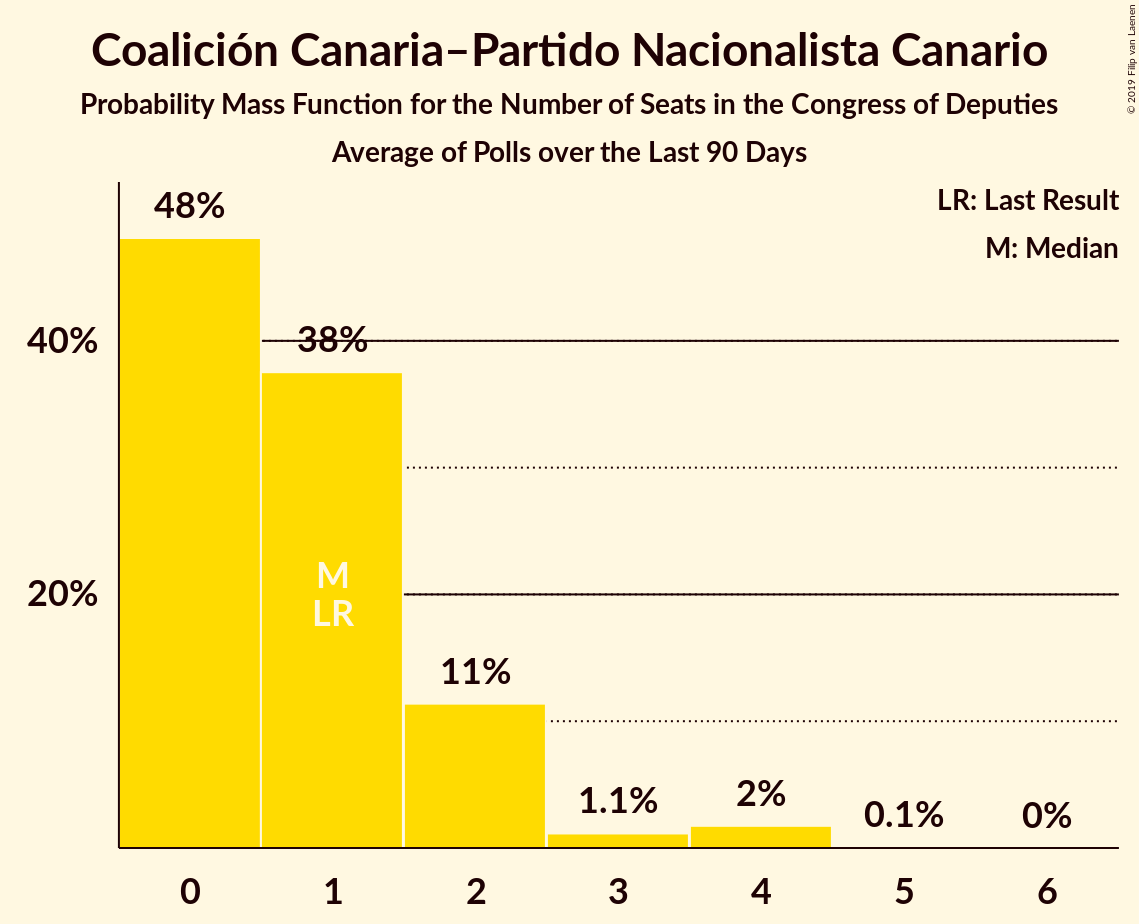 Coalición Canaria–Partido Nacionalista Canario
Probability Mass Function for the Number of Seats in the Congress of Deputies
Average of Polls over the Last 90 Days
© 2019 Filip van Laenen
LR: Last Result
M: Median
48%
40%
38%
20%
M
LR
11%
1.1%
2%
0.1%
0%
0 1 2 3 4 5 6